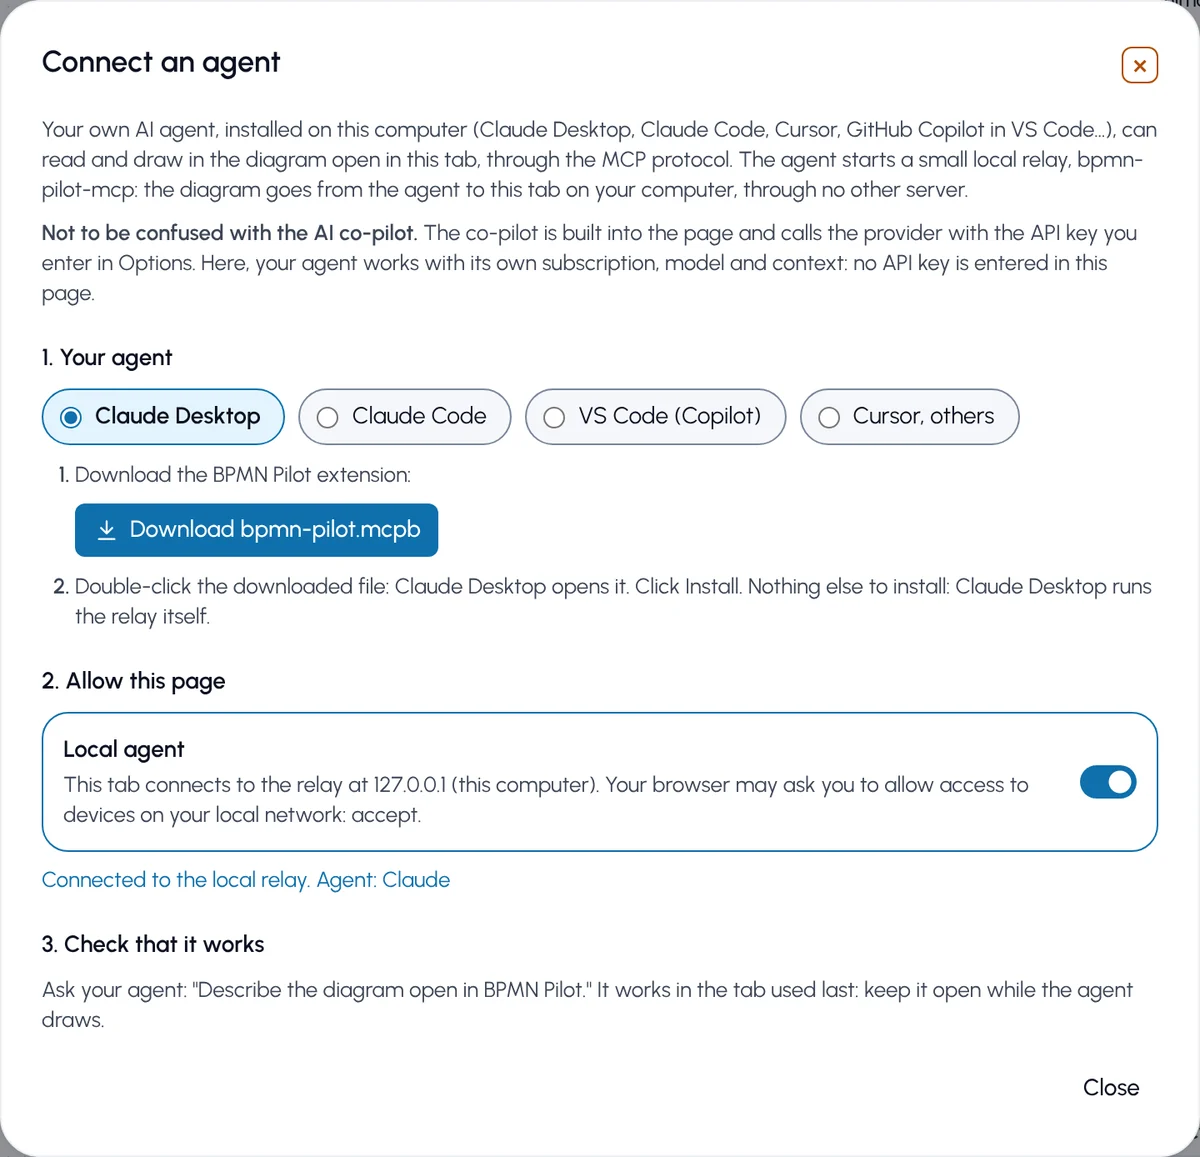 Connect an agent
Your own AI agent, installed on this computer (Claude Desktop, Claude Code, Cursor, GitHub Copilot in VS Code...), can
read and draw in the diagram open in this tab, through the MCP protocol. The agent starts a small local relay, bpmn-
pilot-mcp: the diagram goes from the agent to this tab on your computer, through no other server.
Not to be confused with the AI co-pilot. The co-pilot is built into the page and calls the provider with the API key you
enter in Options. Here, your agent works with its own subscription, model and context: no API key is entered in this
page.
1. Your agent
Claude Desktop
Claude Code
VS Code (Copilot)
Cursor, others
1. Download the BPMN Pilot extension:
Download bpmn-pilot.mcpb
2. Double-click the downloaded file: Claude Desktop opens it. Click Install. Nothing else to install: Claude Desktop runs
the relay itself.
2. Allow this page
Local agent
This tab connects to the relay at 127.0.0.1 (this computer). Your browser may ask you to allow access to
devices on your local network: accept.
Connected to the local relay. Agent: Claude
3. Check that it works
Ask your agent: "Describe the diagram open in BPMN Pilot." It works in the tab used last: keep it open while the agent
draws.
Close